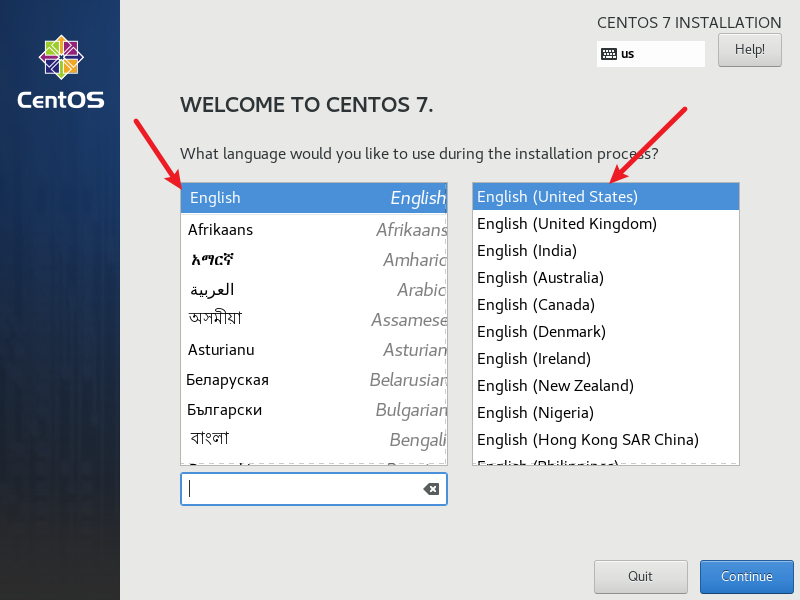 CENTOS 7 INSTALLATION
us
Help!
CentOS
WELCOME TO CENTOS 7.
What language would you like to use during the installation process?
English English
Afrikaans Afrikaans
አማርኛ Amharic
العربية Arabic
অসমীয়া Assamese
Asturianu Asturian
Беларуская Belarusian
Български Bulgarian
বাংলা Bengali
English (United States)
English (United Kingdom)
English (India)
English (Australia)
English (Canada)
English (Denmark)
English (Ireland)
English (New Zealand)
English (Nigeria)
English (Hong Kong SAR China)
English (Philippines)
Quit
Continue